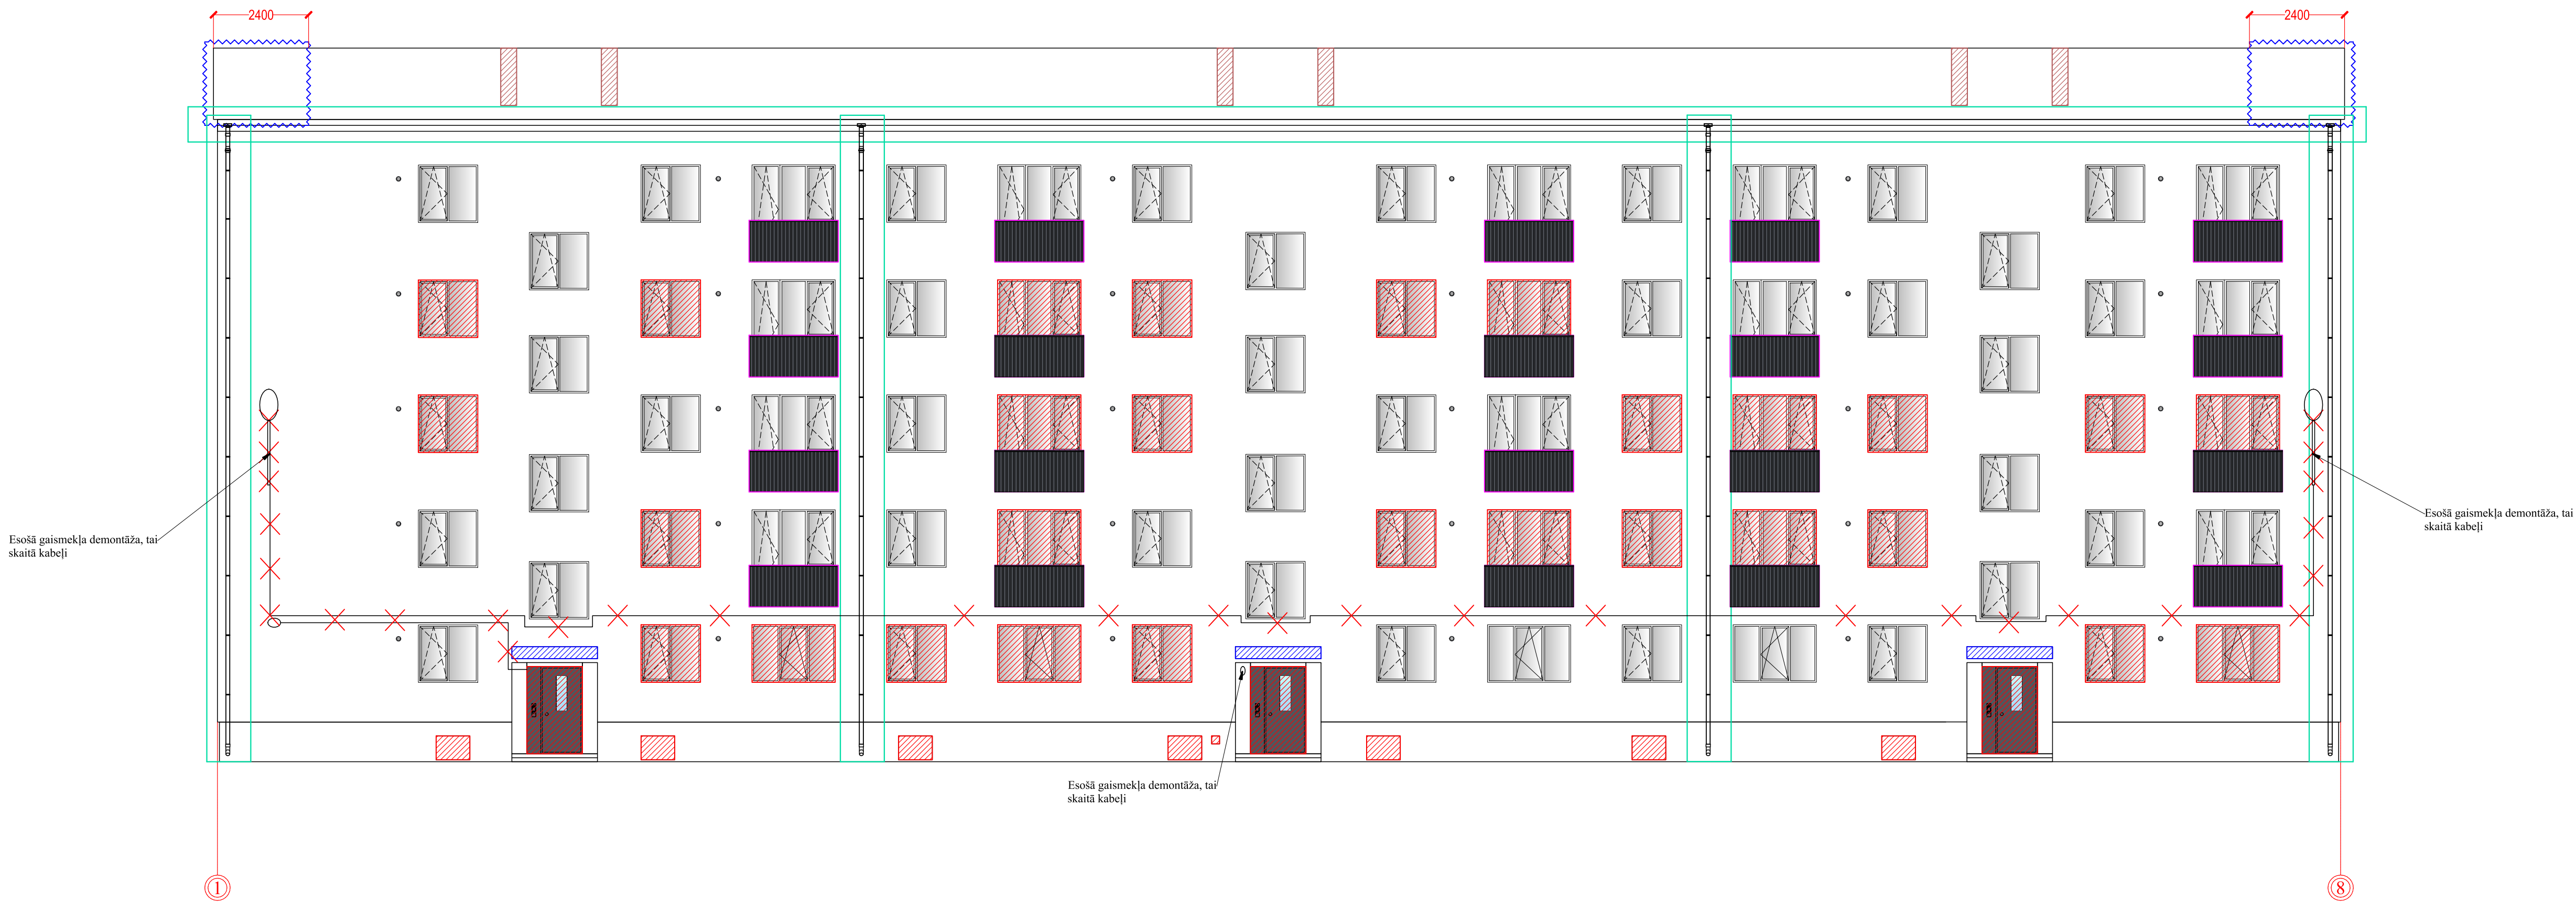 2400
2400
Esošā gaismekļa demontāža, tai
skaitā kabeļi
Esošā gaismekļa demontāža, tai
skaitā kabeļi
Esošā gaismekļa demontāža, tai
skaitā kabeļi
1
8